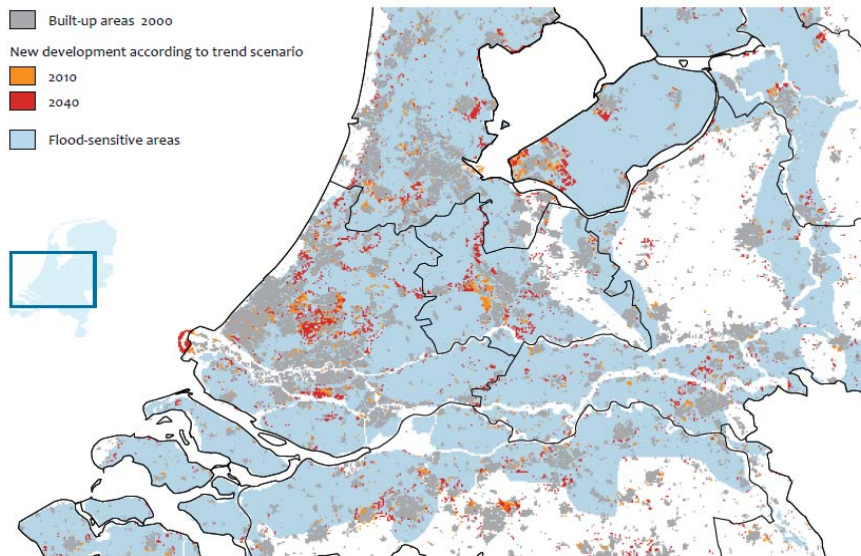 Built-up areas 2000
New development according to trend scenario
2010
2040
Flood-sensitive areas